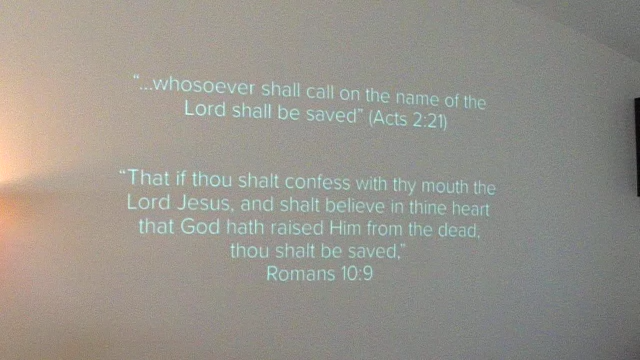 “...whosoever shall call on the name of the
Lord shall be saved” (Acts 2:21)
“That if thou shalt confess with thy mouth the
Lord Jesus, and shalt believe in thine heart
that God hath raised Him from the dead,
thou shalt be saved,”
Romans 10:9